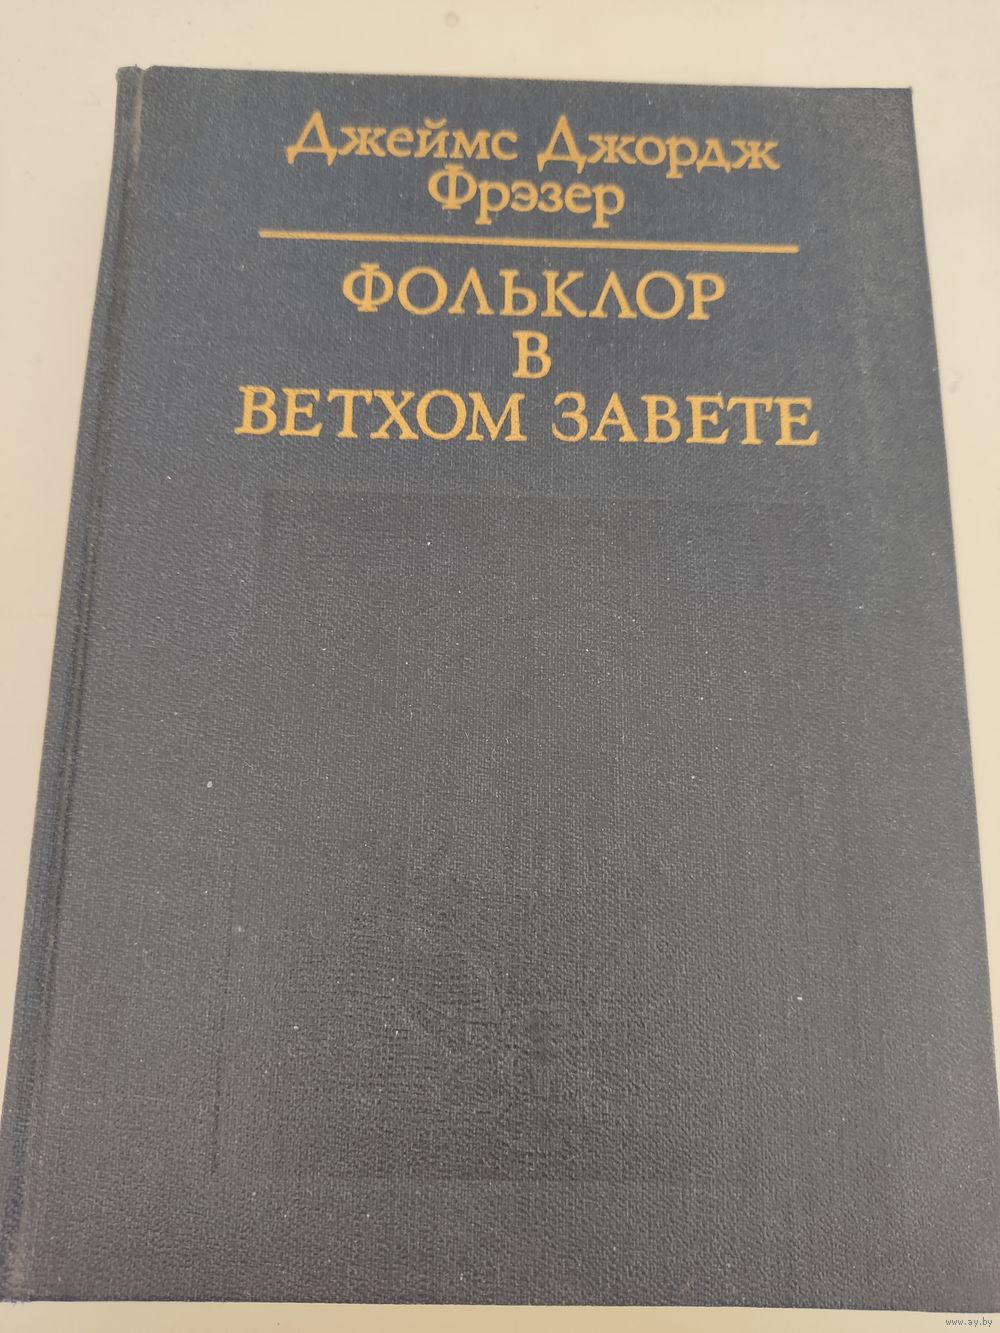 Джеймс Джордж
Фрэзер
ФОЛЬКЛОР
В
ВЕТХОМ ЗАВЕТЕ
www.ay.by